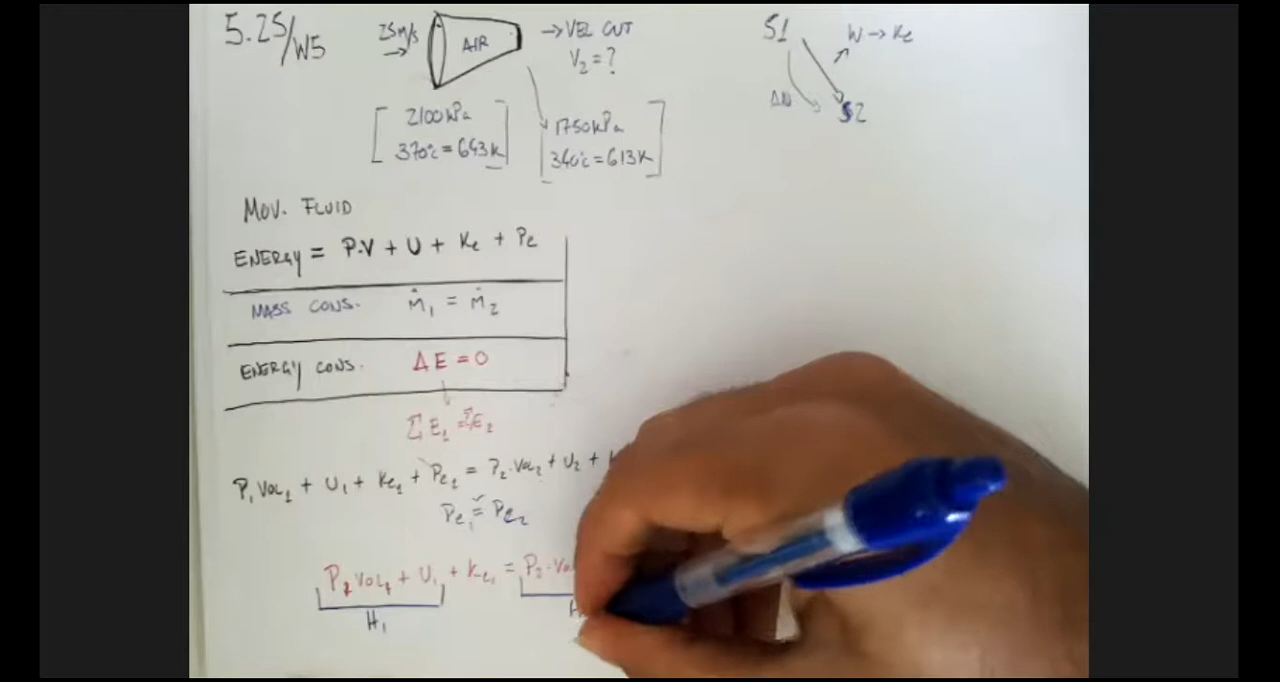 5.25/W5
25m/s
AIR
→ VEL OUT
V₂ = ?
2100kPa
370°C = 643K
1750kPa
340°C = 613K
S1
W → Ke
S2
MOV. FLUID
ENERGY = P.V + U + Ke + Pe
MASS CONS. ṁ₁ = ṁ₂
ENERGY CONS. ΔE = 0
ΣE₁ = ΣE₂
P₁ VOL₁ + U₁ + Ke₁ + Pe₁ = P₂.VOL₂ + U₂ +
Pe₁ = Pe₂
P₁ VOL₁ + U₁ + Ke₁ = P₂.
H₁